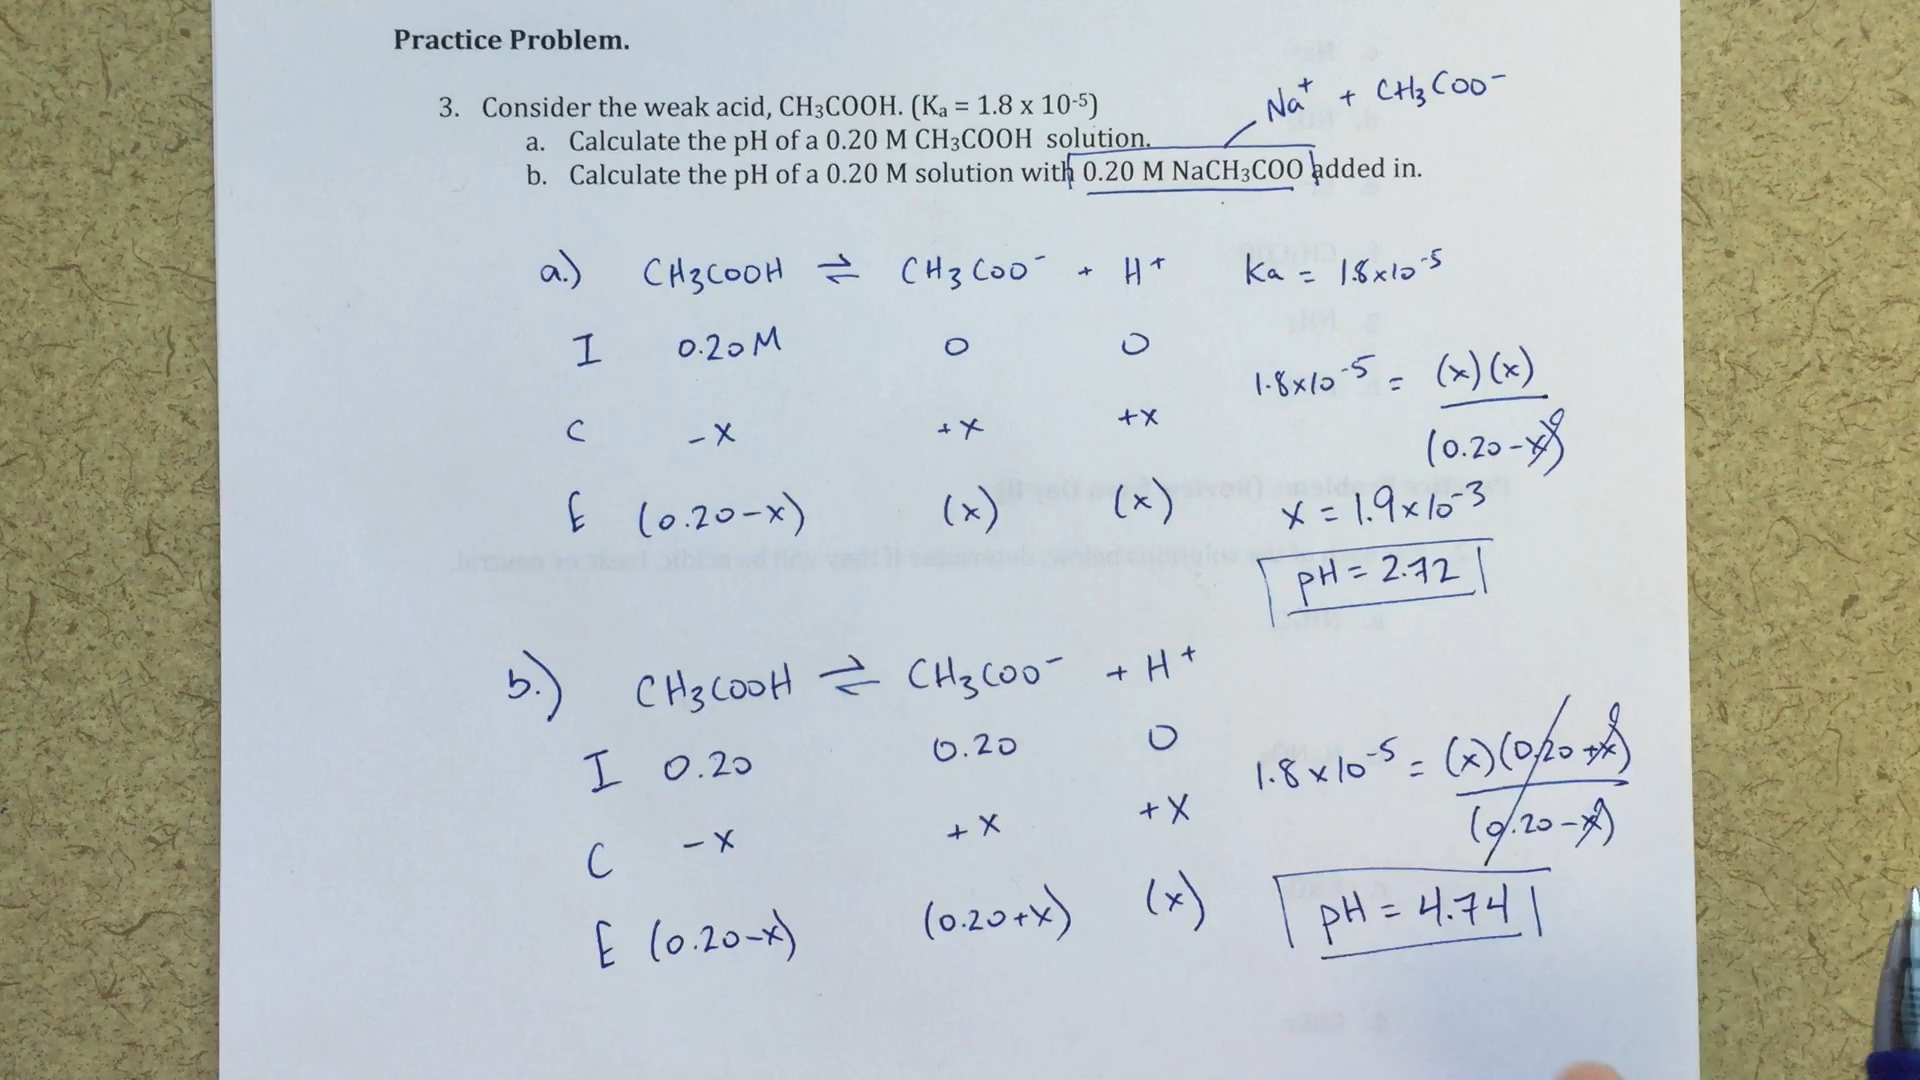 Practice Problem.
Na⁺ + CH₃COO⁻
3. Consider the weak acid, CH₃COOH. (Kₐ = 1.8 x 10⁻⁵)
a. Calculate the pH of a 0.20 M CH₃COOH solution.
b. Calculate the pH of a 0.20 M solution with 0.20 M NaCH₃COO added in.
a.) CH₃COOH ⇌ CH₃COO⁻ + H⁺ Ka = 1.8x10⁻⁵
I 0.20M 0 0
1.8x10⁻⁵ = (x)(x) / (0.20-x)
C -x +x +x
E (0.20-x) (x) (x)
x = 1.9x10⁻³
pH = 2.72
b.) CH₃COOH ⇌ CH₃COO⁻ + H⁺
I 0.20 0.20 0
1.8x10⁻⁵ = (x)(0.20+x) / (0.20-x)
C -x +x +x
E (0.20-x) (0.20+x) (x)
pH = 4.74